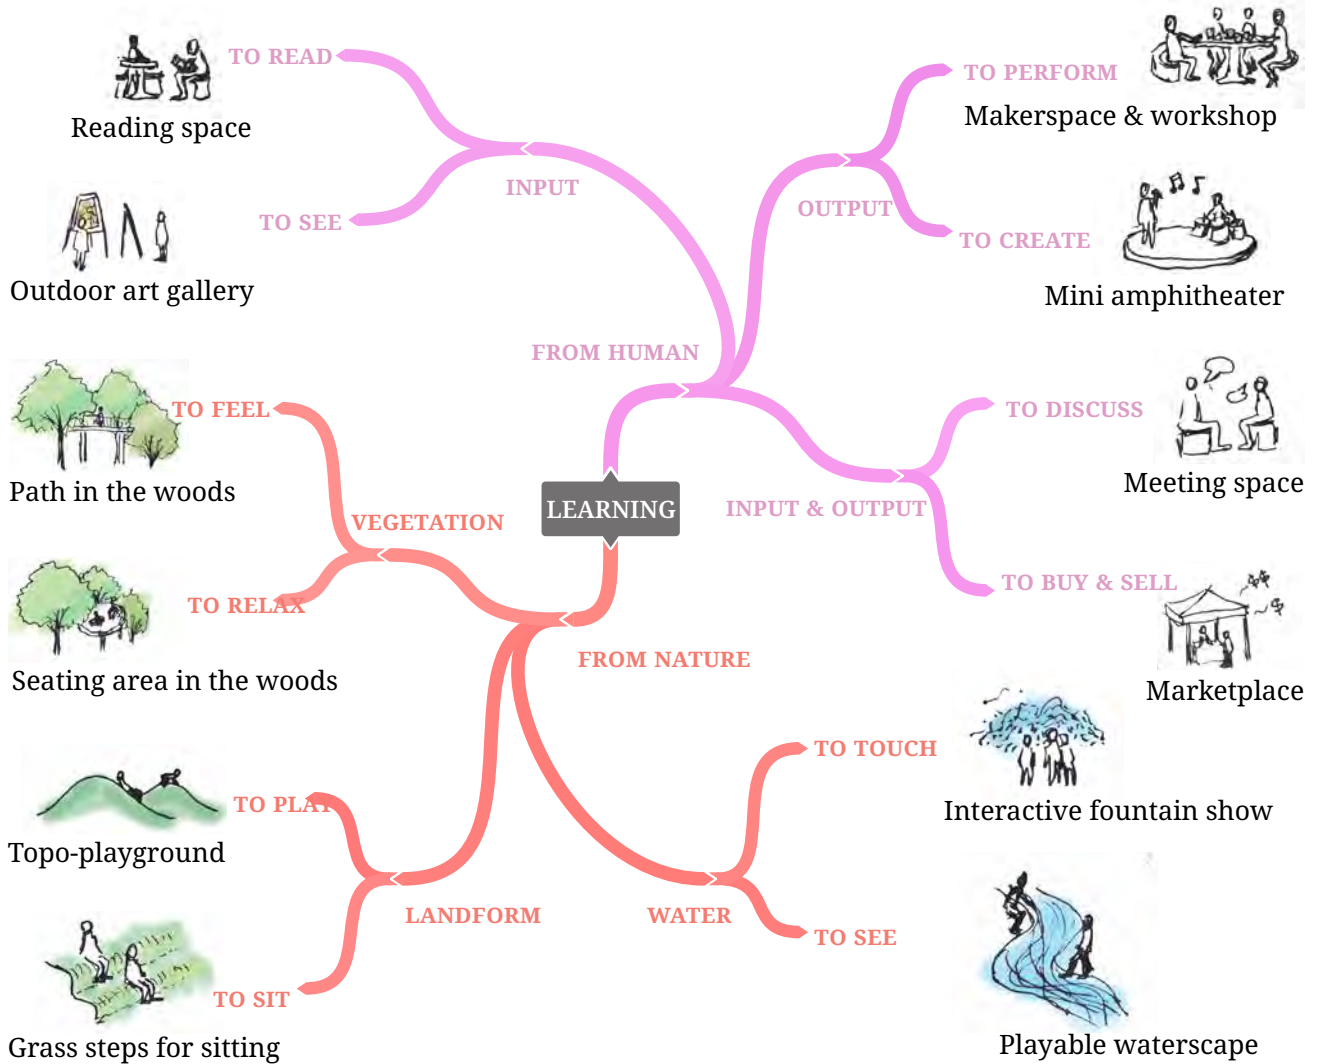 TO READ
Reading space
TO SEE
Outdoor art gallery
INPUT
TO PERFORM
Makerspace & workshop
OUTPUT
TO CREATE
Mini amphitheater
FROM HUMAN
TO DISCUSS
Meeting space
INPUT & OUTPUT
TO BUY & SELL
Marketplace
LEARNING
TO FEEL
Path in the woods
VEGETATION
TO RELAX
Seating area in the woods
FROM NATURE
TO PLAY
Topo-playground
LANDFORM
TO SIT
Grass steps for sitting
WATER
TO TOUCH
Interactive fountain show
TO SEE
Playable waterscape